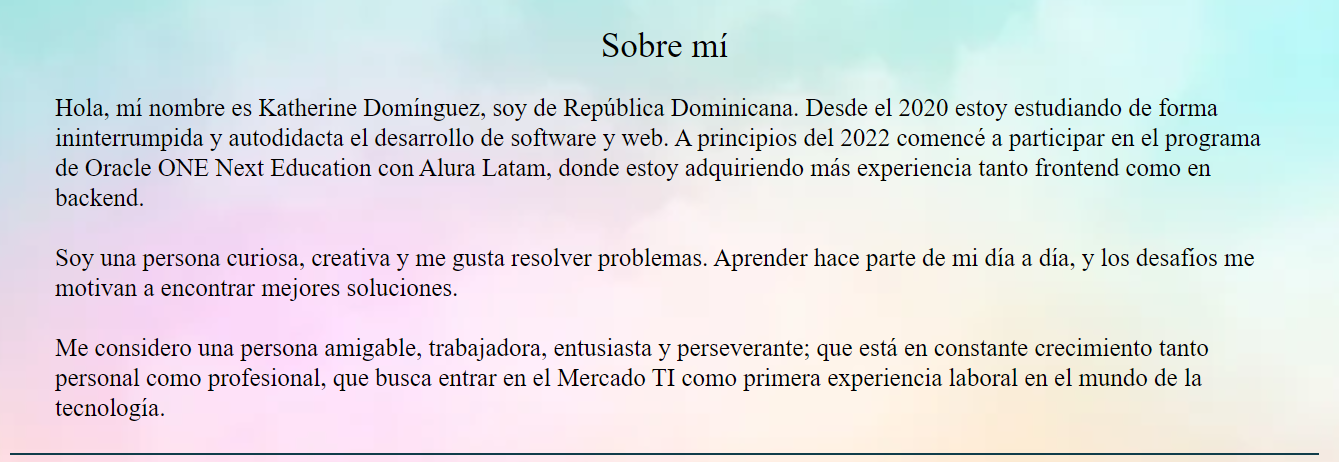 Sobre mí
Hola, mí nombre es Katherine Domínguez, soy de República Dominicana. Desde el 2020 estoy estudiando de forma
ininterrumpida y autodidacta el desarrollo de software y web. A principios del 2022 comencé a participar en el programa
de Oracle ONE Next Education con Alura Latam, donde estoy adquiriendo más experiencia tanto frontend como en
backend.
Soy una persona curiosa, creativa y me gusta resolver problemas. Aprender hace parte de mi día a día, y los desafíos me
motivan a encontrar mejores soluciones.
Me considero una persona amigable, trabajadora, entusiasta y perseverante; que está en constante crecimiento tanto
personal como profesional, que busca entrar en el Mercado TI como primera experiencia laboral en el mundo de la
tecnología.